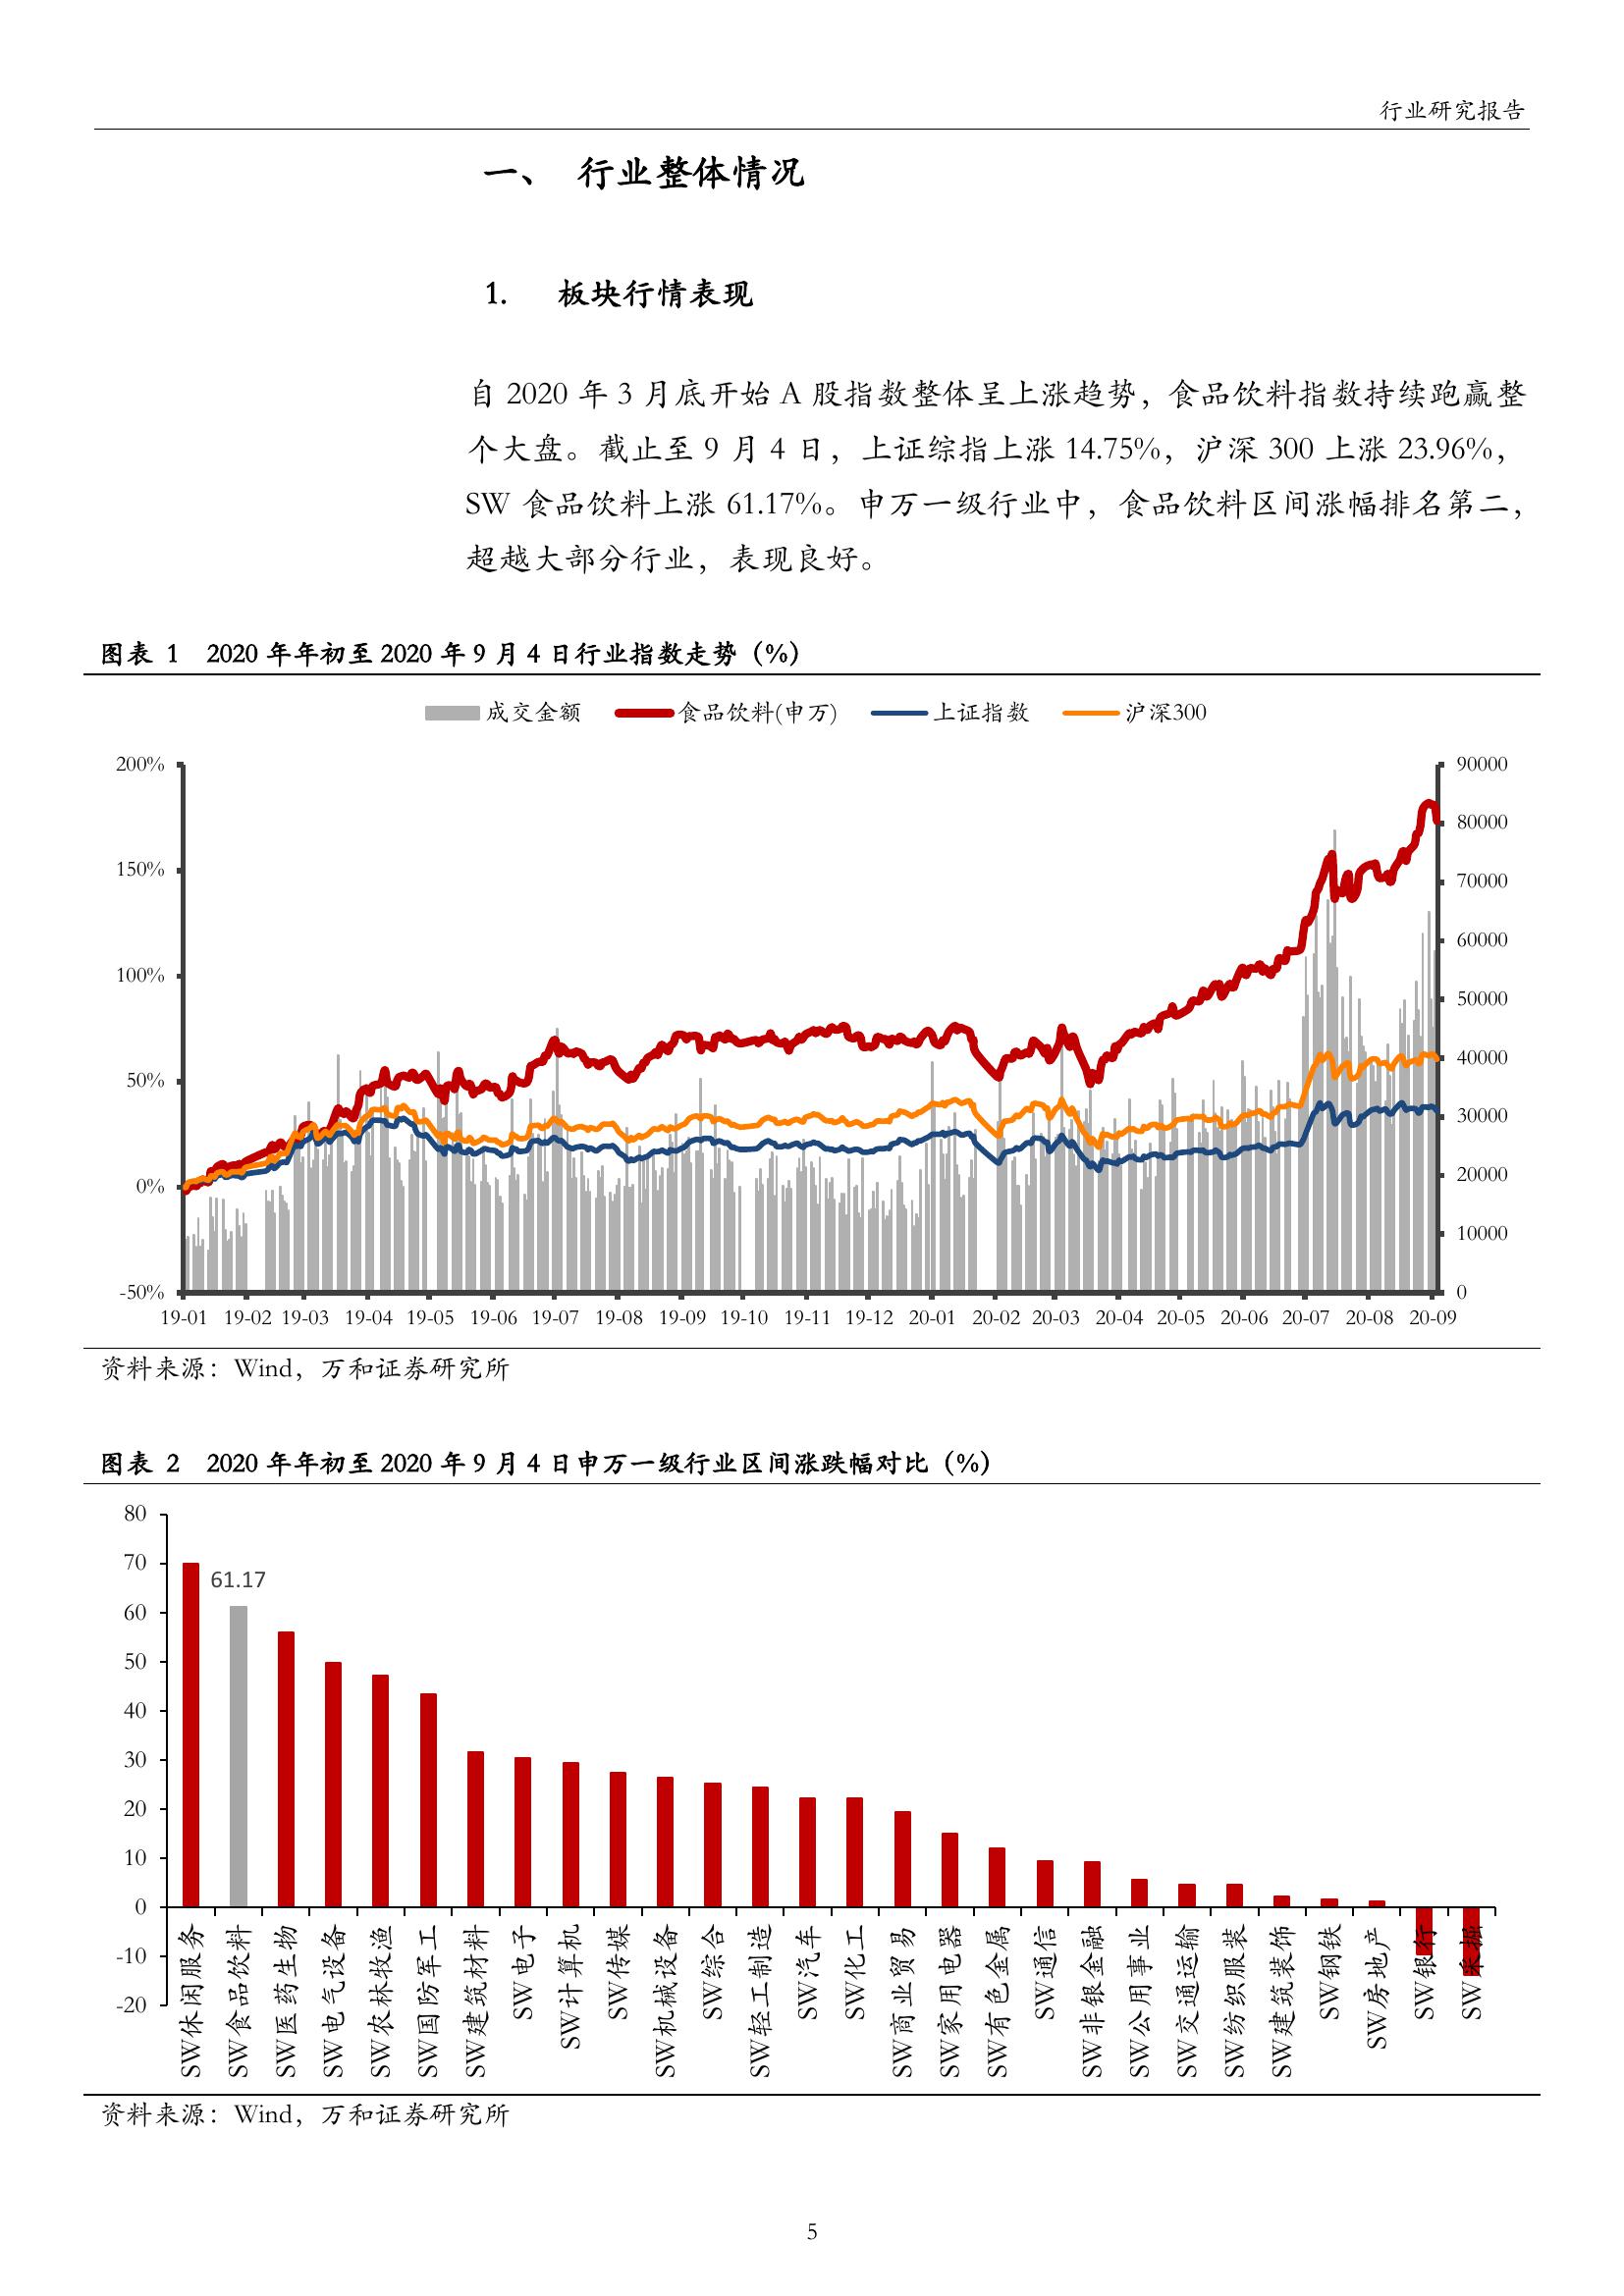 行业研究报告
一、 行业整体情况
1. 板块行情表现
自 2020 年 3 月底开始 A 股指数整体呈上涨趋势，食品饮料指数持续跑赢整
个大盘。截止至 9 月 4 日，上证综指上涨 14.75%，沪深 300 上涨 23.96%，
SW 食品饮料上涨 61.17%。申万一级行业中，食品饮料区间涨幅排名第二，
超越大部分行业，表现良好。
图表 1 2020 年年初至 2020 年 9 月 4 日行业指数走势（%）
成交金额 食品饮料(申万) 上证指数 沪深300
200% 90000
80000
150% 70000
60000
100% 50000
40000
50% 30000
20000
0% 10000
-50% 0
19-01 19-02 19-03 19-04 19-05 19-06 19-07 19-08 19-09 19-10 19-11 19-12 20-01 20-02 20-03 20-04 20-05 20-06 20-07 20-08 20-09
资料来源：Wind，万和证券研究所
图表 2 2020 年年初至 2020 年 9 月 4 日申万一级行业区间涨跌幅对比（%）
80
70
61.17
60
50
40
30
20
10
0
-10
-20
SW休闲服务
SW食品饮料
SW医药生物
SW电气设备
SW农林牧渔
SW国防军工
SW建筑材料
SW电子
SW计算机
SW传媒
SW机械设备
SW综合
SW轻工制造
SW汽车
SW化工
SW商业贸易
SW家用电器
SW有色金属
SW通信
SW非银金融
SW公用事业
SW交通运输
SW纺织服装
SW建筑装饰
SW钢铁
SW房地产
SW银行
SW采掘
资料来源：Wind，万和证券研究所
5